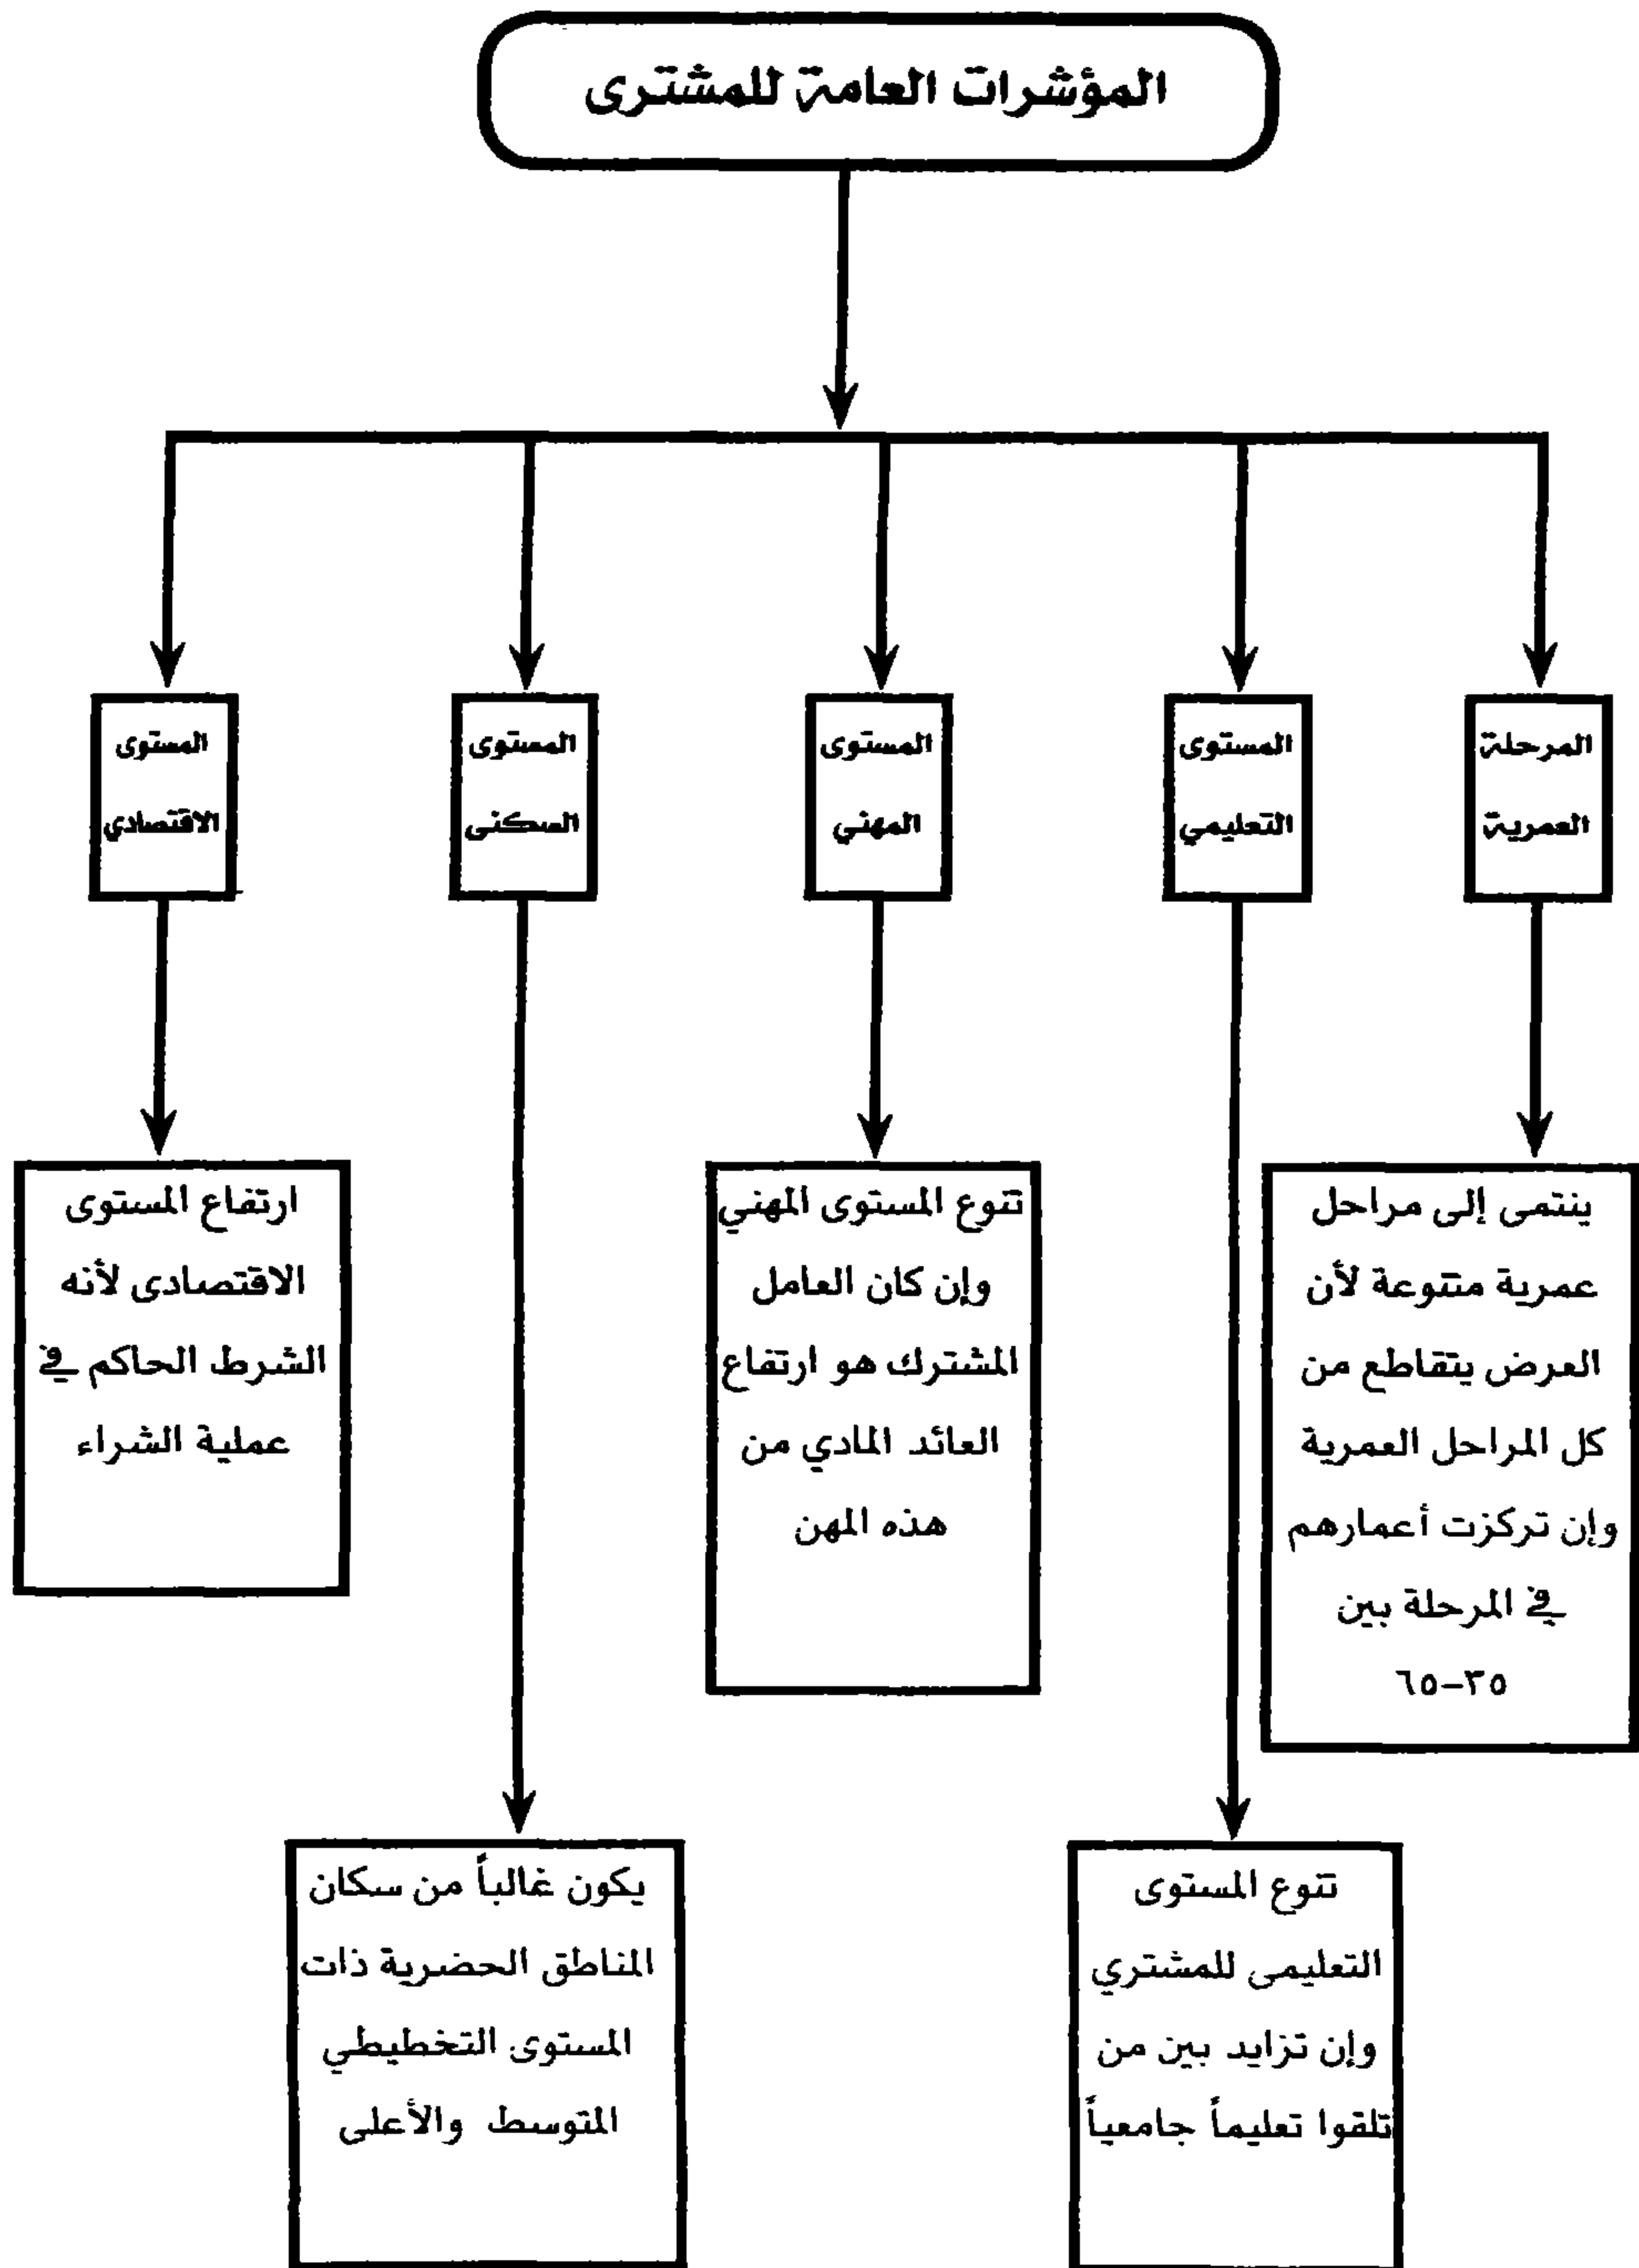 المؤشرات العامة للمشترى
المرحلة
العمرية
المستوى
التعليمي
المستوى
المهني
المستوى
السكنى
المستوى
الاقتصادي
ينتمى إلى مراحل
عمرية متنوعة لأن
العرض يتقاطع من
كل المراحل العمرية
وإن تركزت أعمارهم
في المرحلة بين
٣٥-٦٥
تنوع المستوى المهني
وإن كان العامل
المشترك هو ارتفاع
العائد المادي من
هذه المهن
ارتفاع المستوى
الاقتصادى لأنه
الشرط الحاكم في
عملية الشراء
تنوع المستوى
التعليمى للمشتري
وإن تزايد بين من
تلقوا تعليماً جامعياً
يكون غالباً من سكان
المناطق الحضرية ذات
المستوى التخطيطي
المتوسط والأعلى